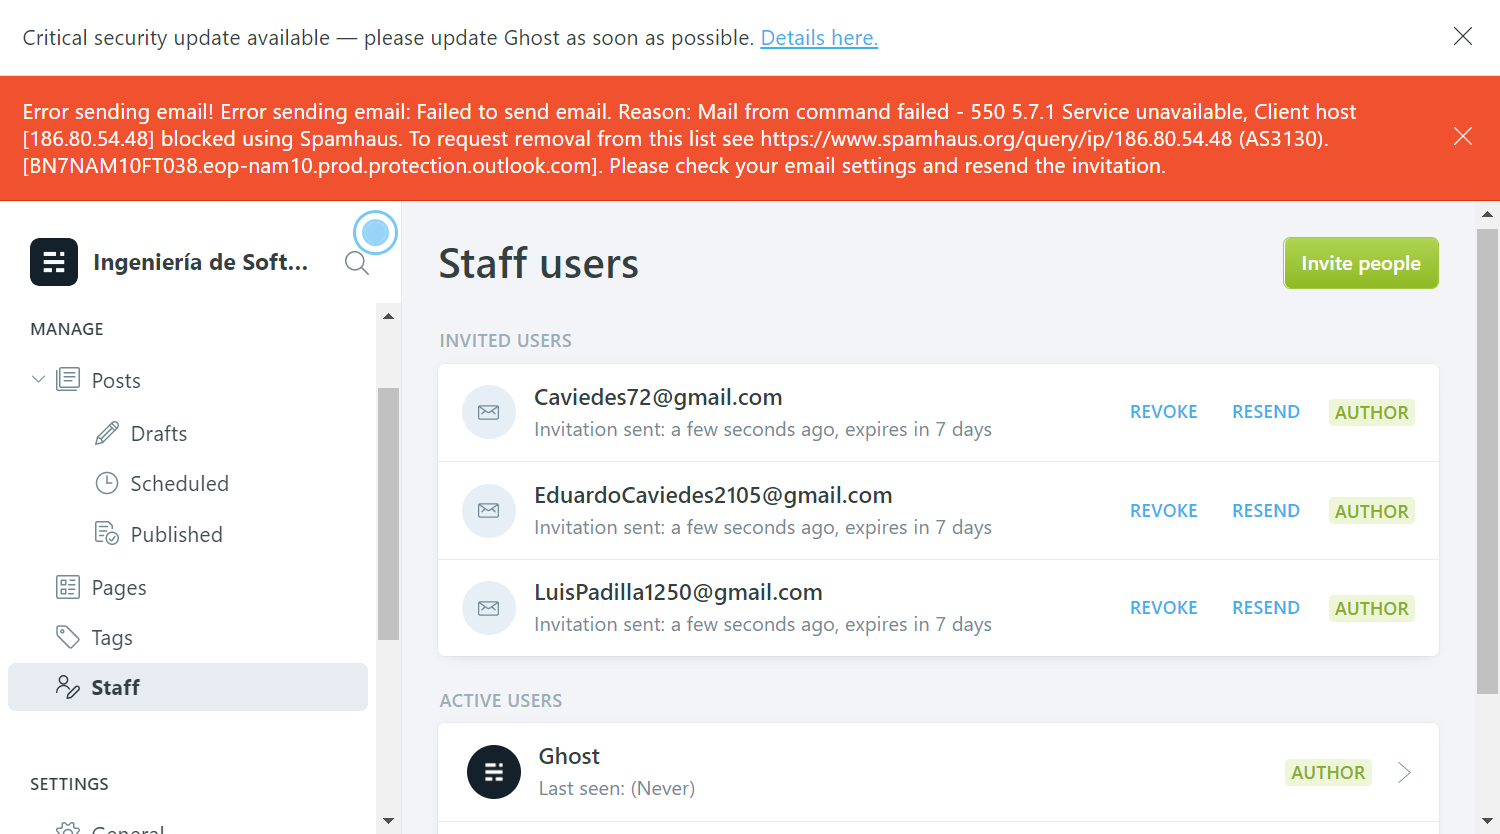 Critical security update available — please update Ghost as soon as possible. Details here.
Error sending email! Error sending email: Failed to send email. Reason: Mail from command failed - 550 5.7.1 Service unavailable, Client host
[186.80.54.48] blocked using Spamhaus. To request removal from this list see https://www.spamhaus.org/query/ip/186.80.54.48 (AS3130).
[BN7NAM10FT038.eop-nam10.prod.protection.outlook.com]. Please check your email settings and resend the invitation.
Ingeniería de Soft...
MANAGE
Posts
Drafts
Scheduled
Published
Pages
Tags
Staff
SETTINGS
General
Staff users
Invite people
INVITED USERS
Caviedes72@gmail.com
Invitation sent: a few seconds ago, expires in 7 days
REVOKE RESEND AUTHOR
EduardoCaviedes2105@gmail.com
Invitation sent: a few seconds ago, expires in 7 days
REVOKE RESEND AUTHOR
LuisPadilla1250@gmail.com
Invitation sent: a few seconds ago, expires in 7 days
REVOKE RESEND AUTHOR
ACTIVE USERS
Ghost
Last seen: (Never)
AUTHOR